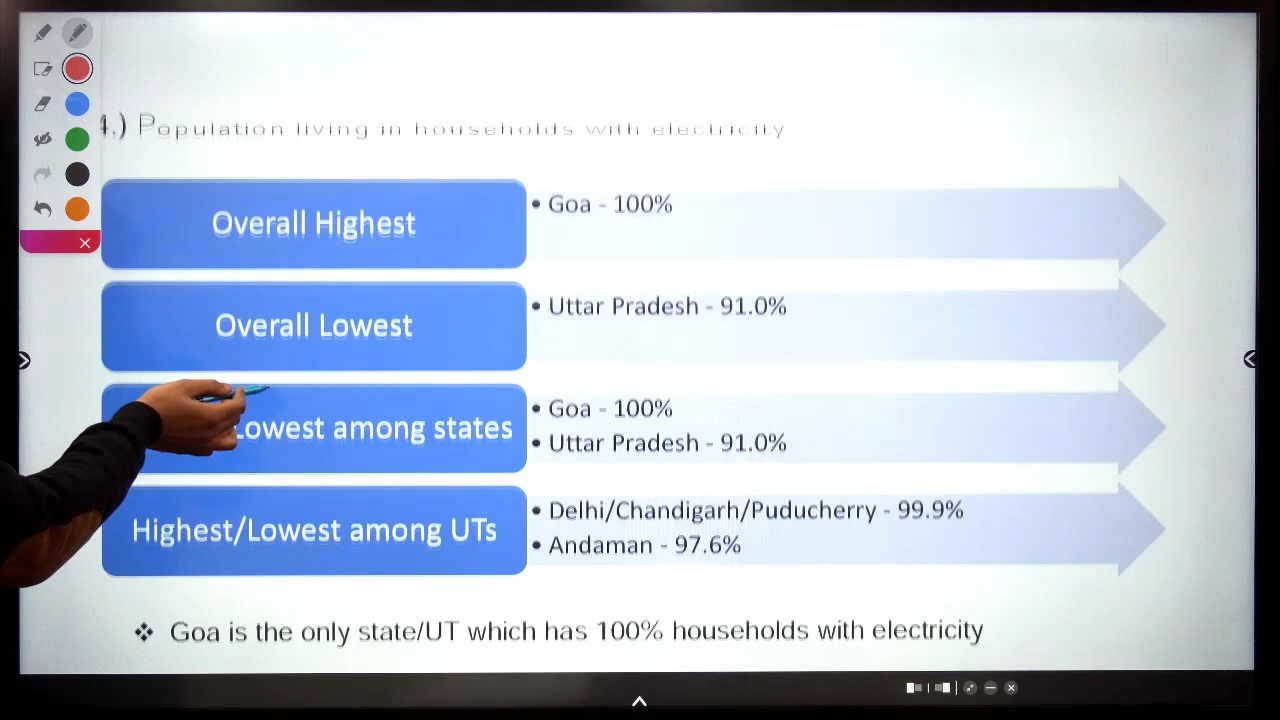 4.) Population living in households with electricity
Overall Highest
• Goa - 100%
Overall Lowest
• Uttar Pradesh - 91.0%
Lowest among states
• Goa - 100%
• Uttar Pradesh - 91.0%
Highest/Lowest among UTs
• Delhi/Chandigarh/Puducherry - 99.9%
• Andaman - 97.6%
❖ Goa is the only state/UT which has 100% households with electricity